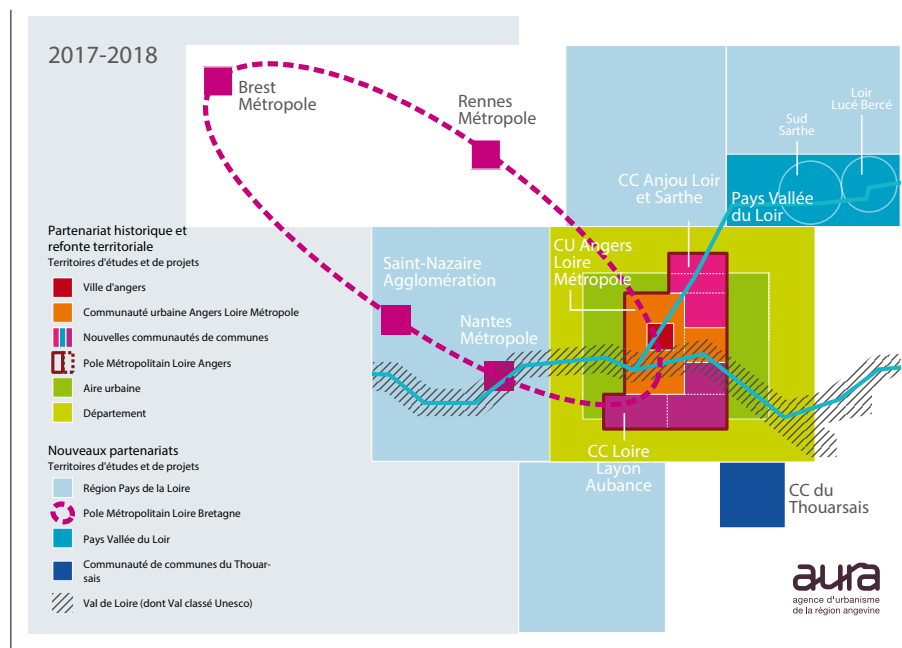 2017-2018
Brest
Métropole
Rennes
Métropole
Loir
Lucé Bercé
Sud
Sarthe
CC Anjou Loir
et Sarthe
Pays Vallée
du Loir
CU Angers
Loire
Métropole
Saint-Nazaire
Agglomération
Nantes
Métropole
CC Loire
Layon
Aubance
CC du
Thouarsais
Partenariat historique et
refonte territoriale
Territoires d'études et de projets
Ville d'angers
Communauté urbaine Angers Loire Métropole
Nouvelles communautés de communes
Pole Métropolitain Loire Angers
Aire urbaine
Département
Nouveaux partenariats
Territoires d'études et de projets
Région Pays de la Loire
Pole Métropolitain Loire Bretagne
Pays Vallée du Loir
Communauté de communes du Thouar-
sais
Val de Loire (dont Val classé Unesco)
aura
agence d'urbanisme
de la région angevine